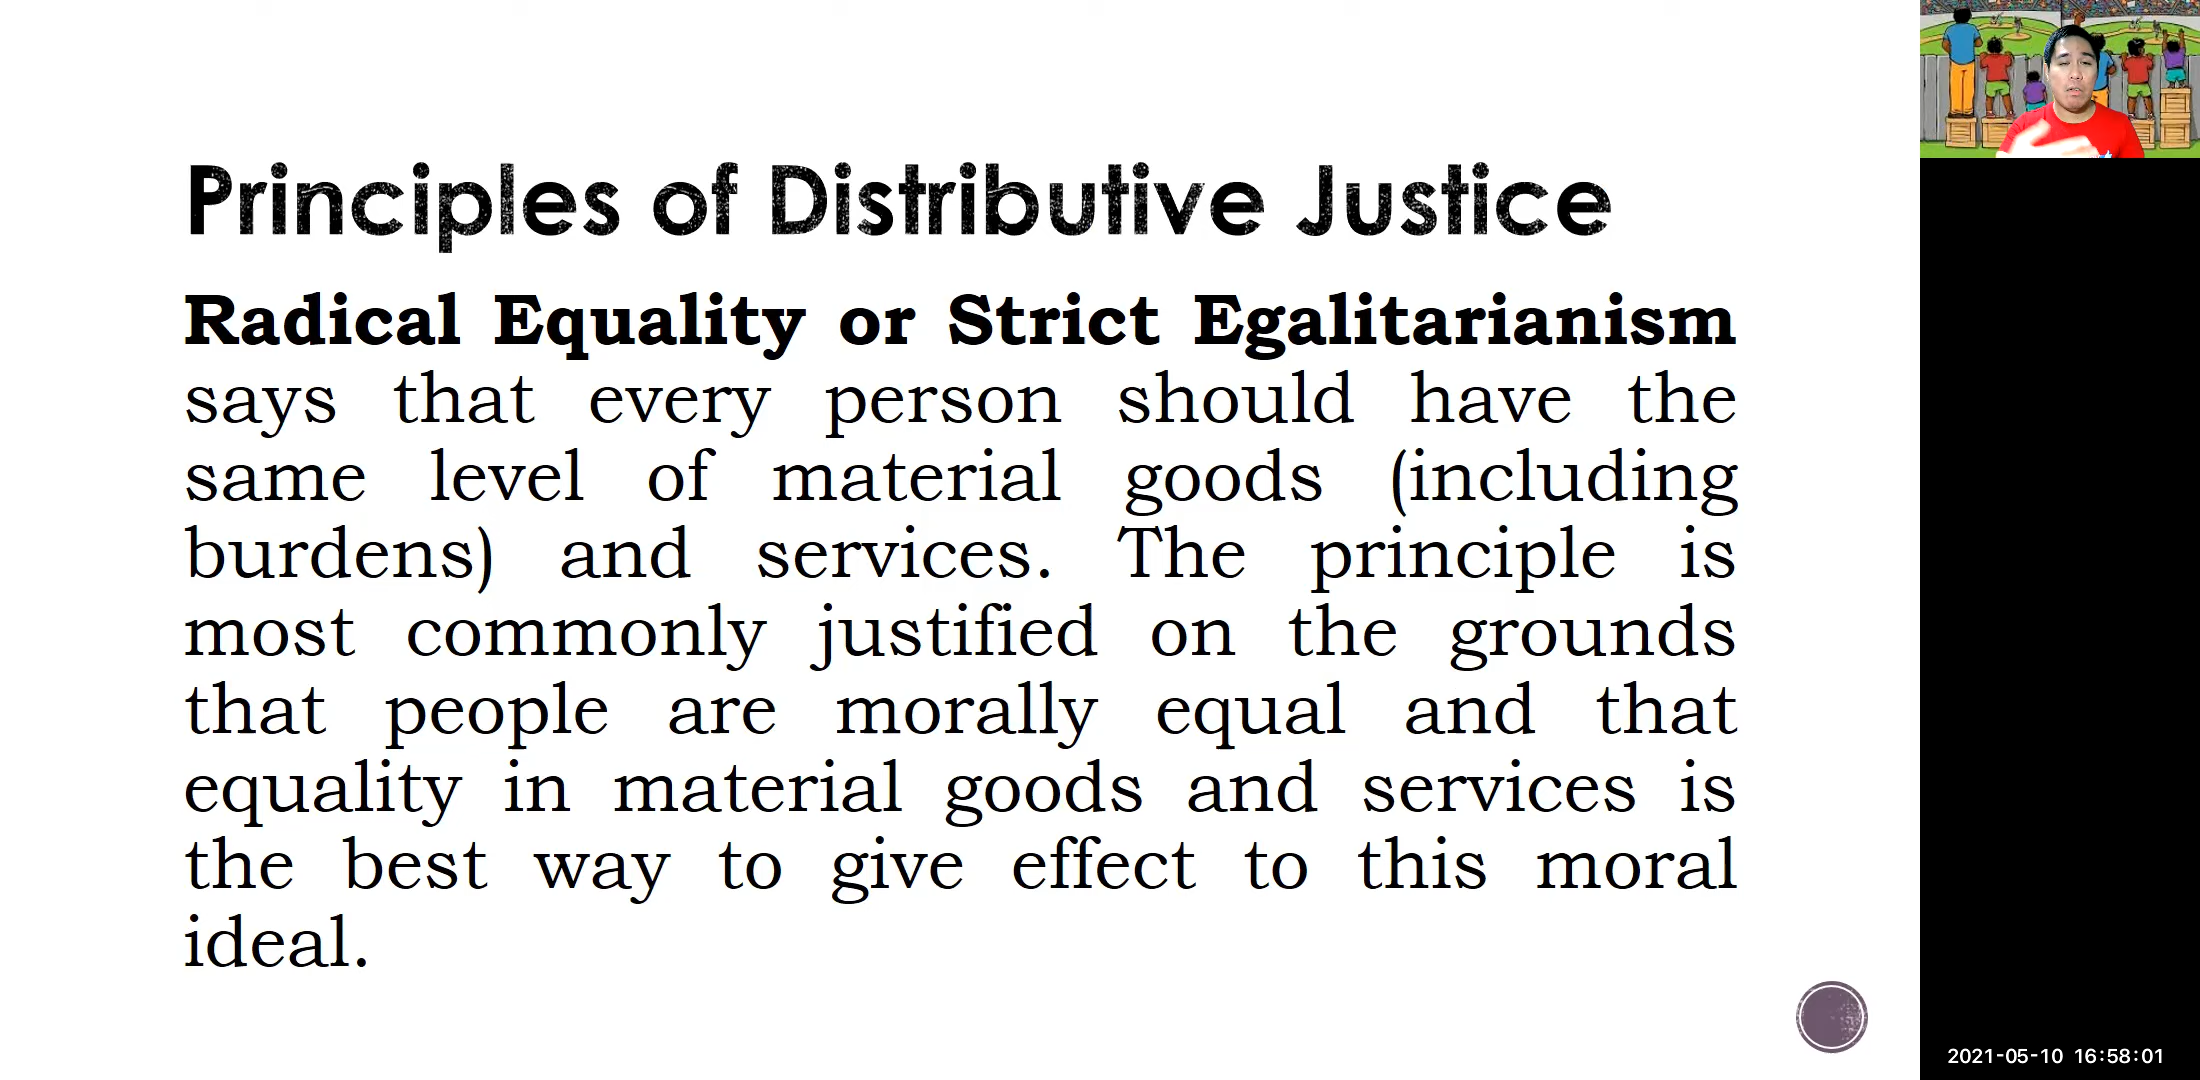 Principles of Distributive Justice
Radical Equality or Strict Egalitarianism
says that every person should have the
same level of material goods (including
burdens) and services. The principle is
most commonly justified on the grounds
that people are morally equal and that
equality in material goods and services is
the best way to give effect to this moral
ideal.
2021-05-10 16:58:01